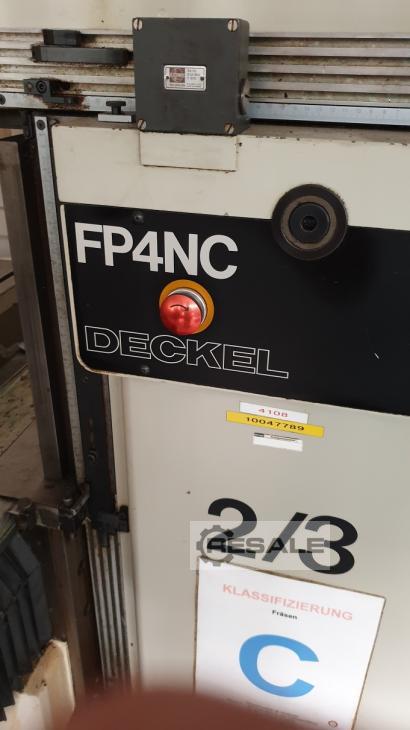 FP4NC
DECKEL
4108
10047789
2/3
RESALE
KLASSIFIZIERUNG
Fräsen
C